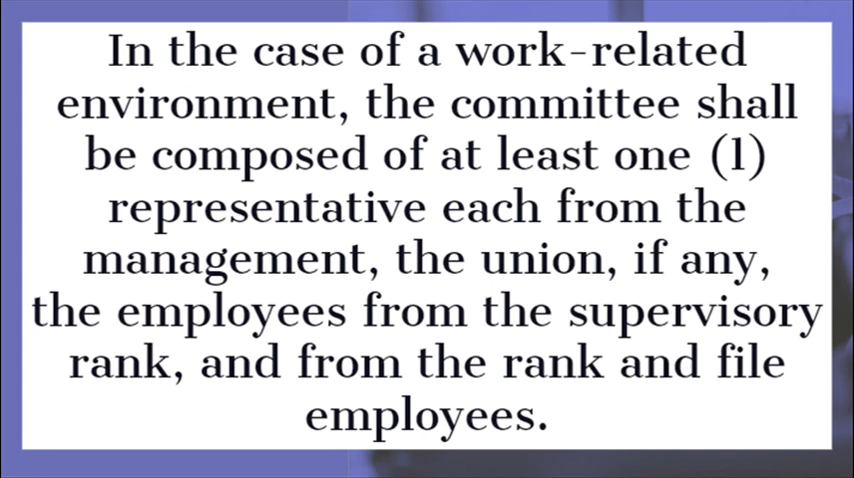 In the case of a work-related
environment, the committee shall
be composed of at least one (1)
representative each from the
management, the union, if any,
the employees from the supervisory
rank, and from the rank and file
employees.